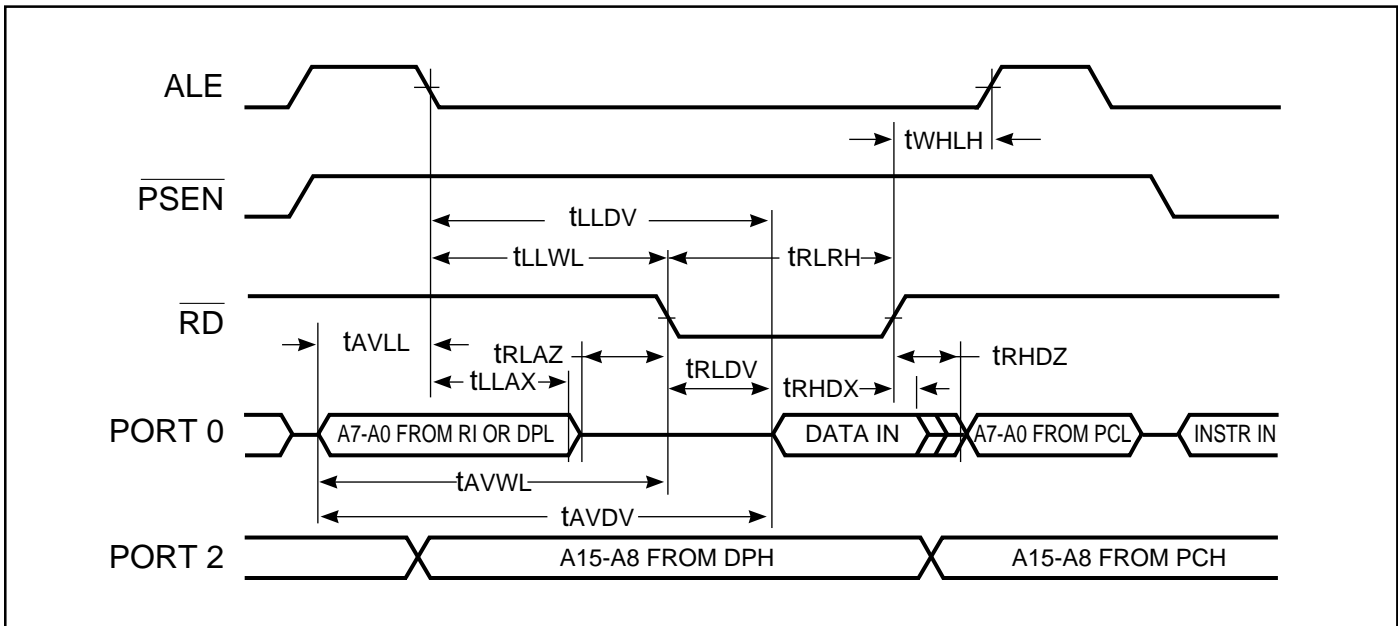 ALE
tWHLH
PSEN
tLLDV
tLLWL
tRLRH
RD
tAVLL
tRLAZ
tRLDV
tRHDZ
tLLAX
tRHDX
PORT 0
A7-A0 FROM RI OR DPL
DATA IN
A7-A0 FROM PCL
INSTR IN
tAVWL
tAVDV
PORT 2
A15-A8 FROM DPH
A15-A8 FROM PCH